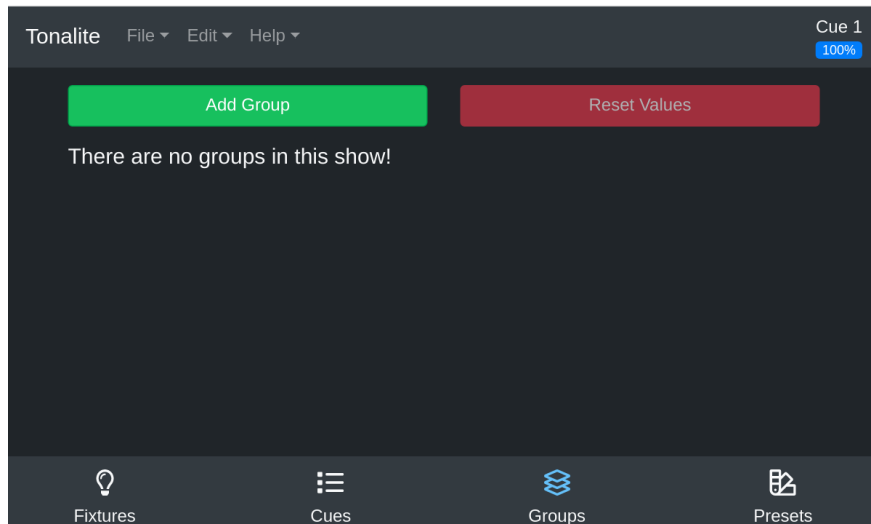 Tonalite File Edit Help Cue 1
100%
Add Group Reset Values
There are no groups in this show!
Fixtures Cues Groups Presets